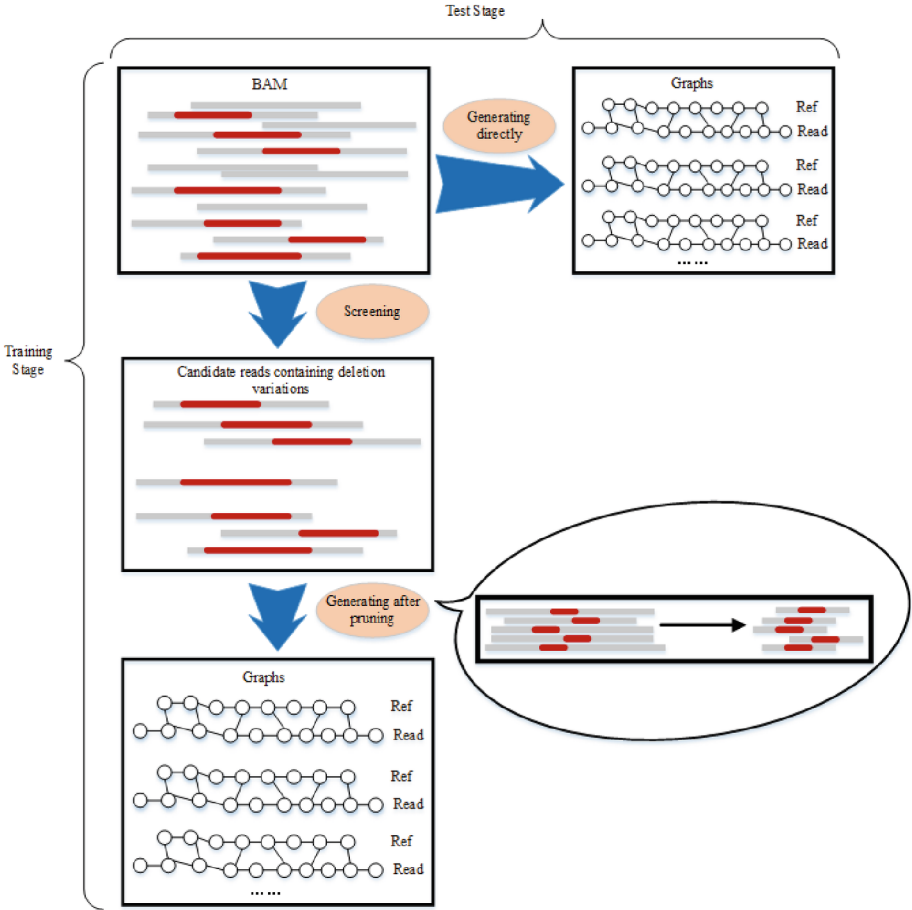 Test Stage
BAM
Generating
directly
Graphs
Ref
Read
Ref
Read
Ref
Read
... ...
Screening
Training
Stage
Candidate reads containing deletion
variations
Generating after
pruning
Graphs
Ref
Read
Ref
Read
Ref
Read
... ...